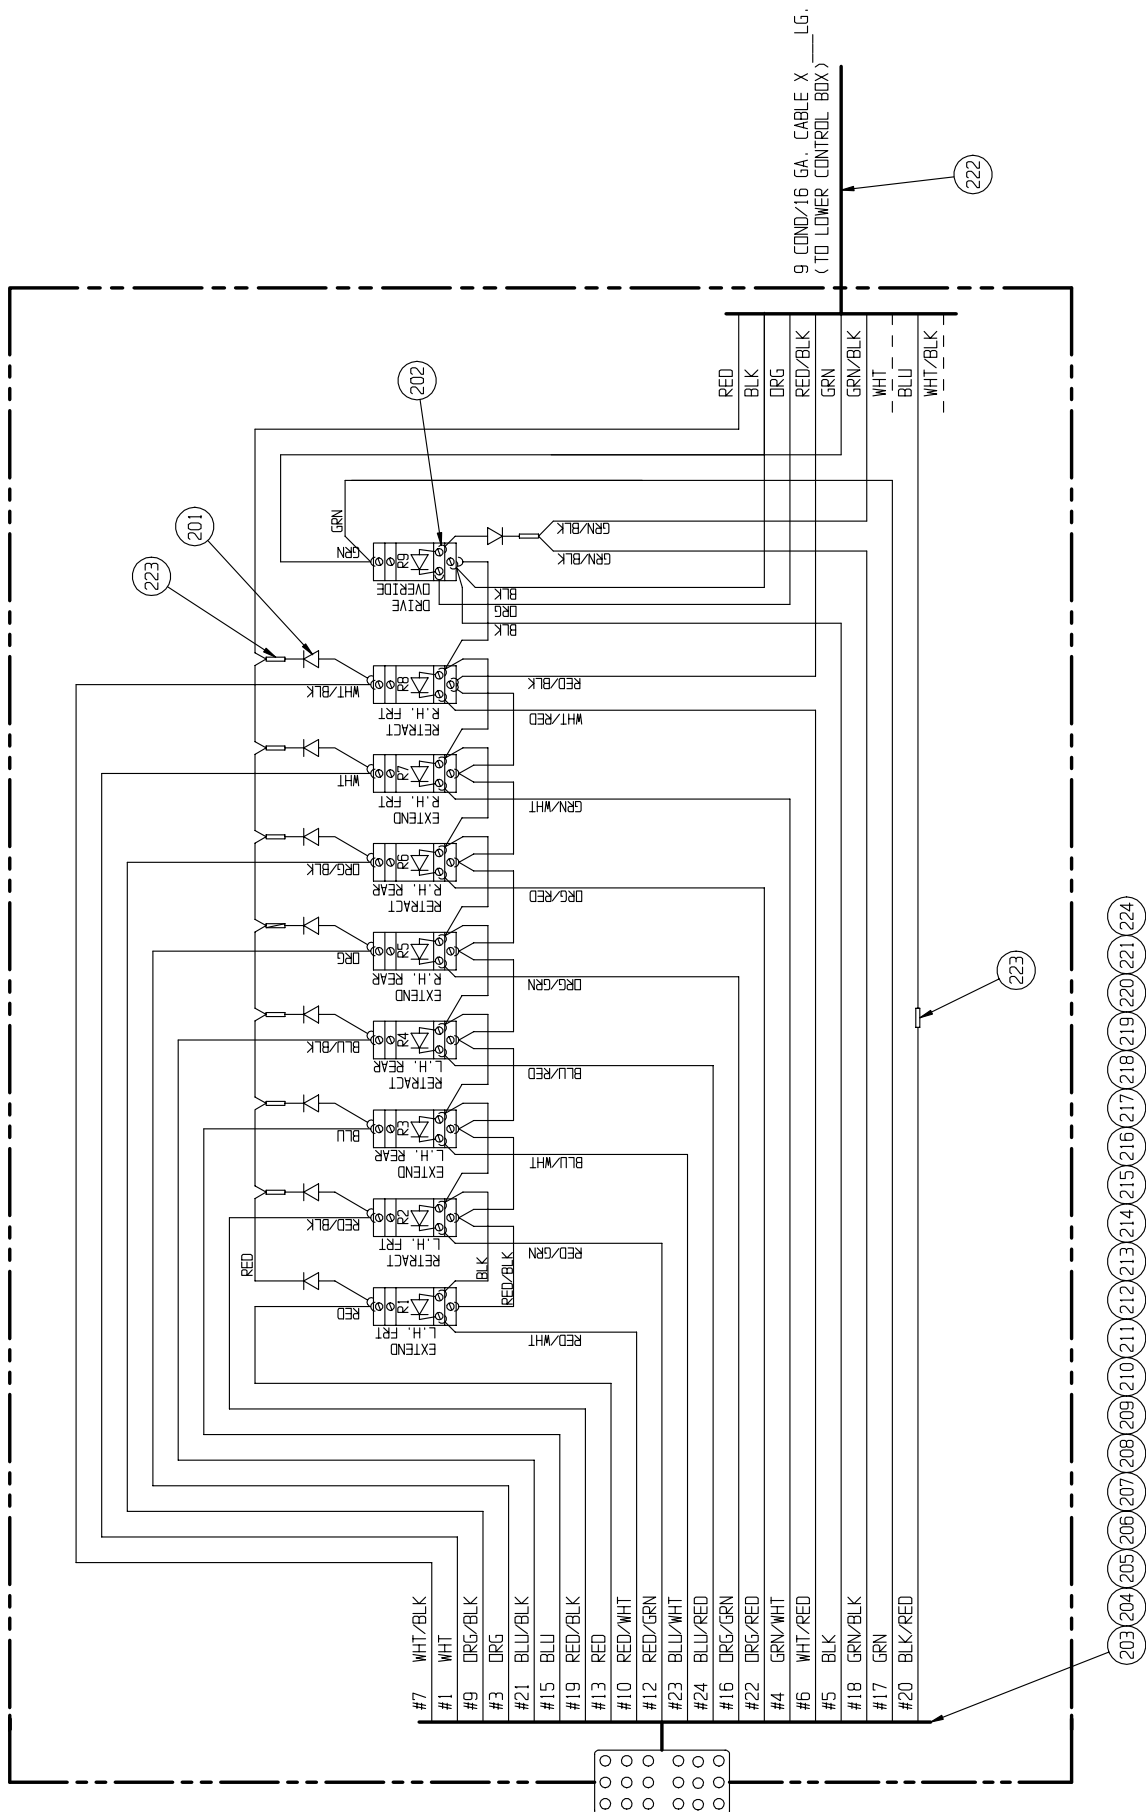 9 COND/16 GA. CABLE X ___ LG.
(TO LOWER CONTROL BOX)
222
RED
BLK
ORG
RED/BLK
GRN
GRN/BLK
WHT
BLU
WHT/BLK
202
201
223
GRN
GRN
R9
DRIVE
OVERIDE
BLK
ORG
BLK
GRN/BLK
GRN/BLK
WHT/BLK
R8
R.H. FRT
RETRACT
RED/BLK
WHT/RED
WHT
R7
R.H. FRT
EXTEND
GRN/WHT
ORG/BLK
R6
R.H. REAR
RETRACT
ORG/RED
ORG
R5
R.H. REAR
EXTEND
ORG/GRN
BLU/BLK
R4
L.H. REAR
RETRACT
BLU/RED
BLU
R3
L.H. REAR
EXTEND
BLU/WHT
RED/BLK
R2
L.H. FRT
RETRACT
RED/GRN
RED
BLK
RED/BLK
RED
R1
L.H. FRT
EXTEND
RED/WHT
223
#7 WHT/BLK
#1 WHT
#9 ORG/BLK
#3 ORG
#21 BLU/BLK
#15 BLU
#19 RED/BLK
#13 RED
#10 RED/WHT
#12 RED/GRN
#23 BLU/WHT
#24 BLU/RED
#16 ORG/GRN
#22 ORG/RED
#4 GRN/WHT
#6 WHT/RED
#5 BLK
#18 GRN/BLK
#17 GRN
#20 BLK/RED
203 204 205 206 207 208 209 210 211 212 213 214 215 216 217 218 219 220 221 224